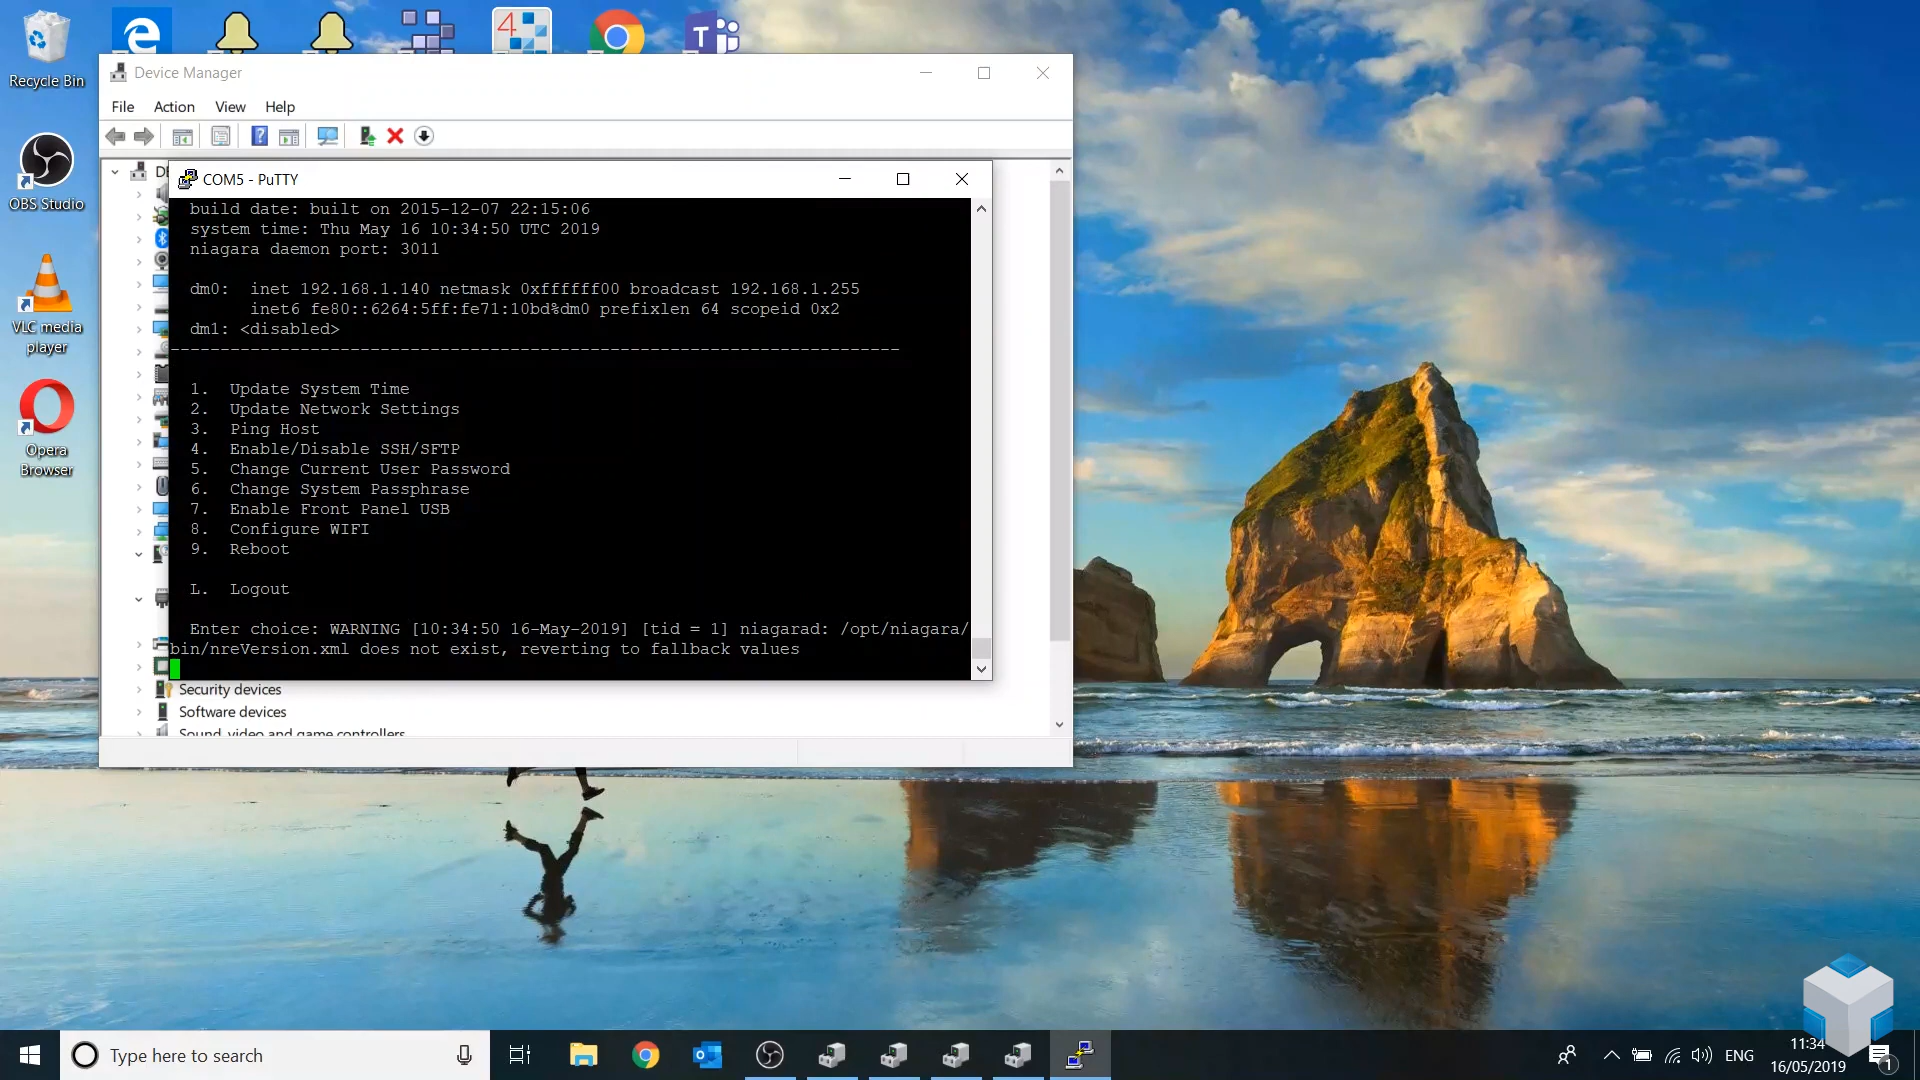 Recycle Bin
OBS Studio
VLC media
player
Opera
Browser
Device Manager
File Action View Help
COM5 - PuTTY
build date: built on 2015-12-07 22:15:06
system time: Thu May 16 10:34:50 UTC 2019
niagara daemon port: 3011
dm0: inet 192.168.1.140 netmask 0xffffff00 broadcast 192.168.1.255
inet6 fe80::6264:5ff:fe71:10bd%dm0 prefixlen 64 scopeid 0x2
dm1: <disabled>
-------------------------------------------------------------------------
1. Update System Time
2. Update Network Settings
3. Ping Host
4. Enable/Disable SSH/SFTP
5. Change Current User Password
6. Change System Passphrase
7. Enable Front Panel USB
8. Configure WIFI
9. Reboot
L. Logout
Enter choice: WARNING [10:34:50 16-May-2019] [tid = 1] niagarad: /opt/niagara/
bin/nreVersion.xml does not exist, reverting to fallback values
Security devices
Software devices
Sound, video and game controllers
Type here to search
ENG
11:34
16/05/2019
1